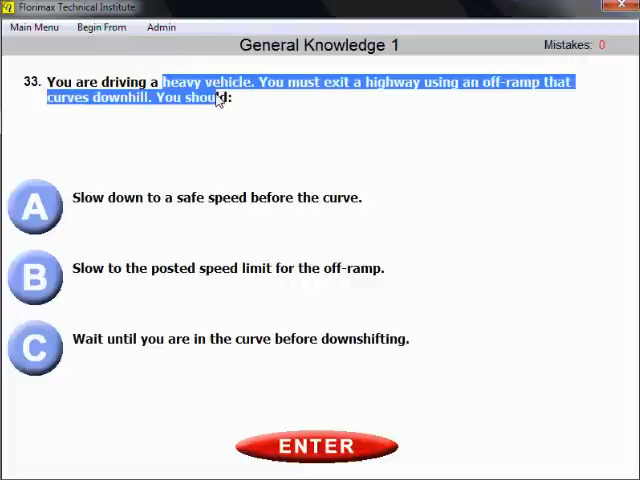 Florimax Technical Institute
Main Menu Begin From Admin
General Knowledge 1 Mistakes: 0
33. You are driving a heavy vehicle. You must exit a highway using an off-ramp that
curves downhill. You should:
A Slow down to a safe speed before the curve.
B Slow to the posted speed limit for the off-ramp.
C Wait until you are in the curve before downshifting.
ENTER